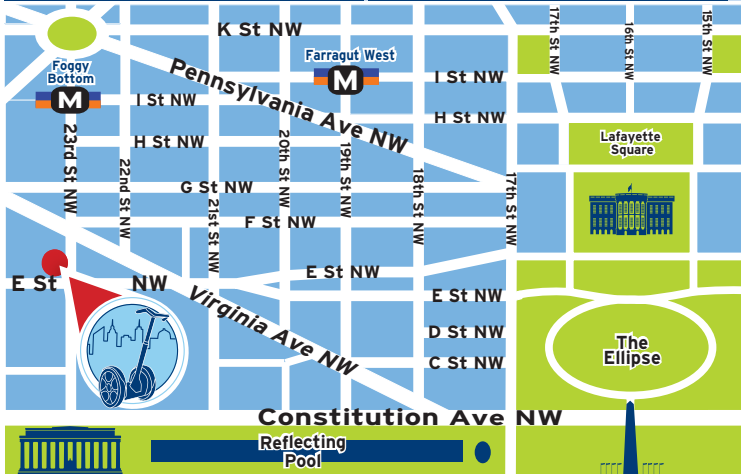 K St NW
17th St NW
16th St NW
15th St NW
Farragut West
M
Foggy
Bottom
M
Pennsylvania Ave NW
I St NW
I St NW
H St NW
H St NW
Lafayette
Square
23rd St NW
22nd St NW
21st St NW
20th St NW
19th St NW
18th St NW
17th St NW
G St NW
F St NW
E St NW
E St NW
E St NW
Virginia Ave NW
D St NW
C St NW
The
Ellipse
Constitution Ave NW
Reflecting
Pool